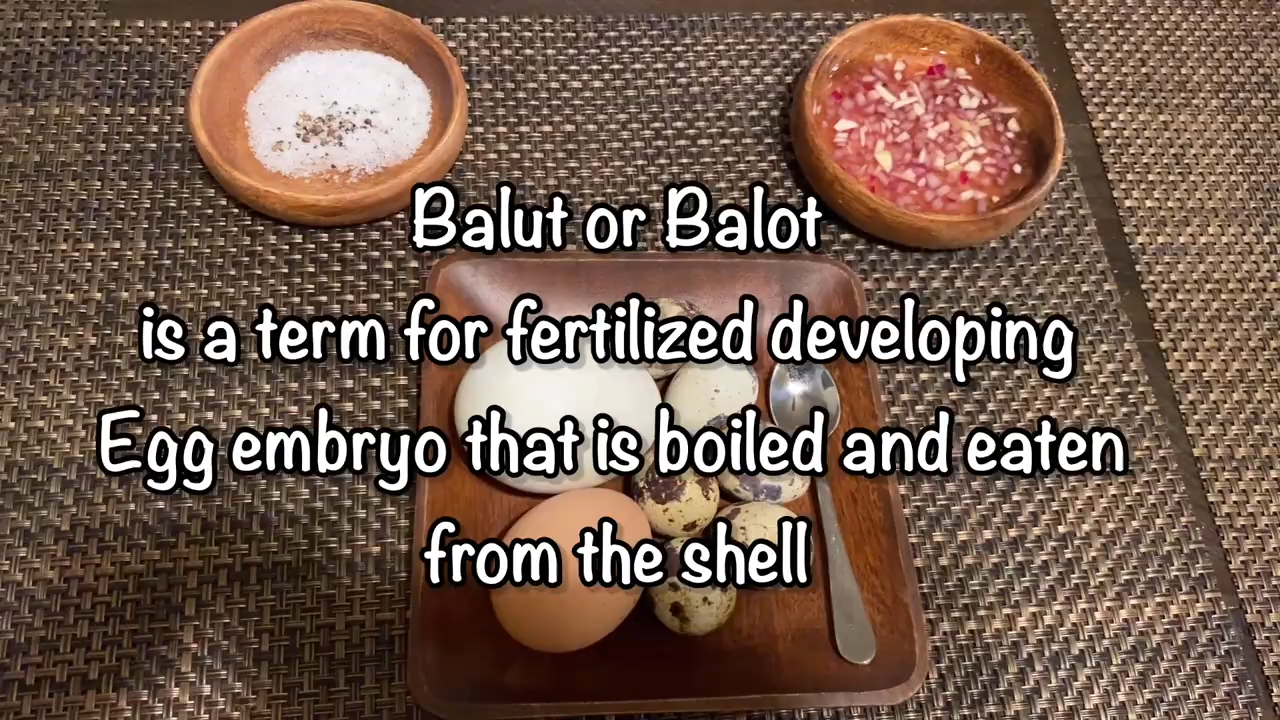 Balut or Balot
is a term for fertilized developing
Egg embryo that is boiled and eaten
from the shell